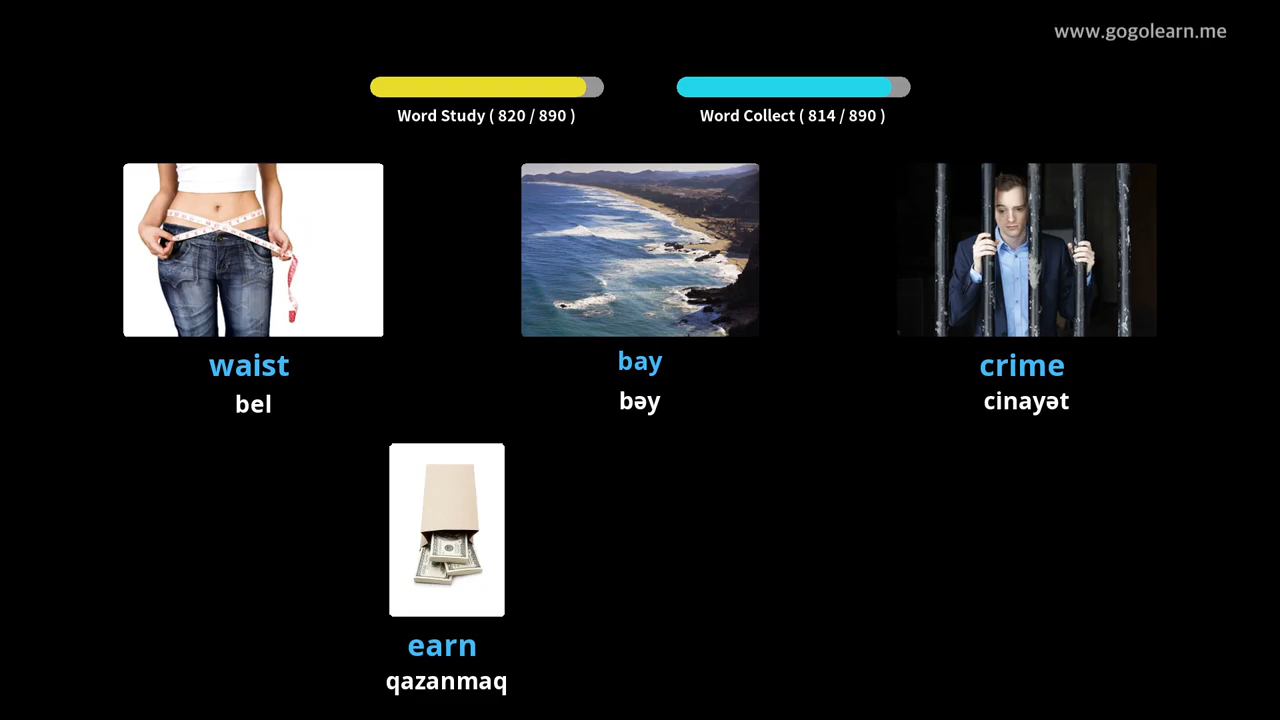 www.gogolearn.me
Word Study ( 820 / 890 )
Word Collect ( 814 / 890 )
waist
bel
bay
bəy
crime
cinayət
earn
qazanmaq